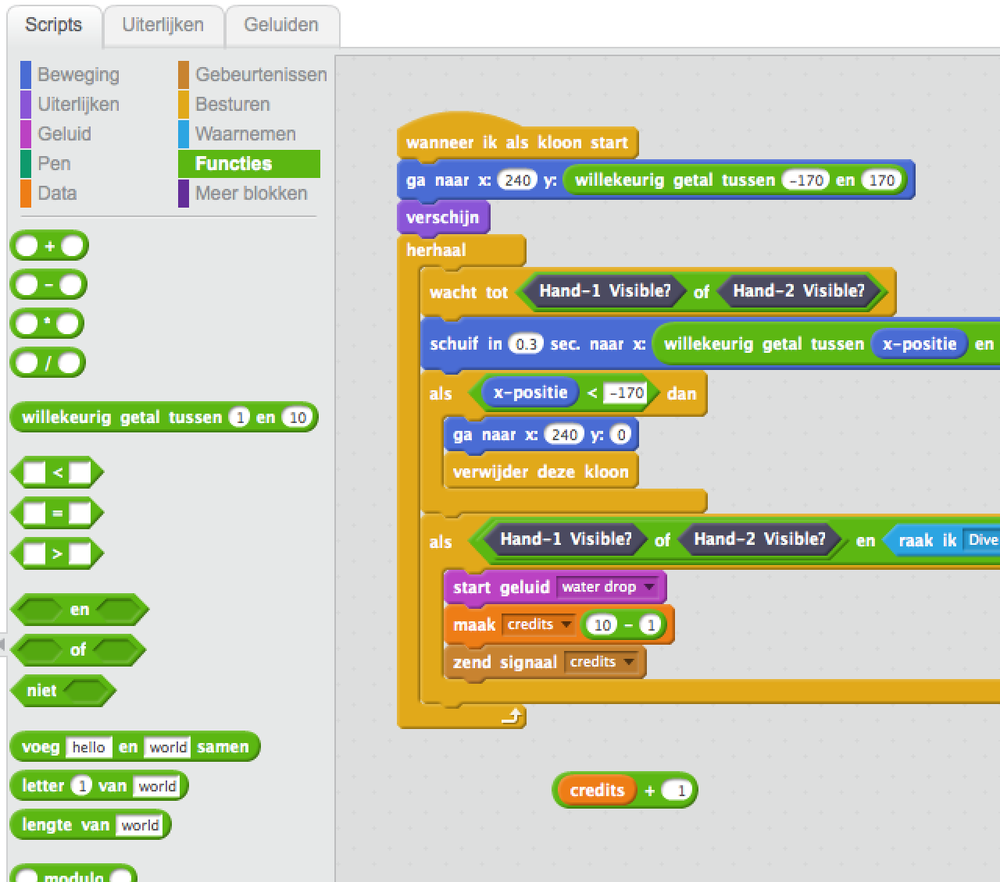 Scripts Uiterlijken Geluiden
Beweging Gebeurtenissen
Uiterlijken Besturen
Geluid Waarnemen
Pen Functies
Data Meer blokken
+
-
*
/
willekeurig getal tussen 1 en 10
<
=
>
en
of
niet
voeg hello en world samen
letter 1 van world
lengte van world
modulo
wanneer ik als kloon start
ga naar x: 240 y: willekeurig getal tussen -170 en 170
verschijn
herhaal
wacht tot Hand-1 Visible? of Hand-2 Visible?
schuif in 0.3 sec. naar x: willekeurig getal tussen x-positie en
als x-positie < -170 dan
ga naar x: 240 y: 0
verwijder deze kloon
als Hand-1 Visible? of Hand-2 Visible? en raak ik Dive
start geluid water drop
maak credits 10 - 1
zend signaal credits
credits + 1